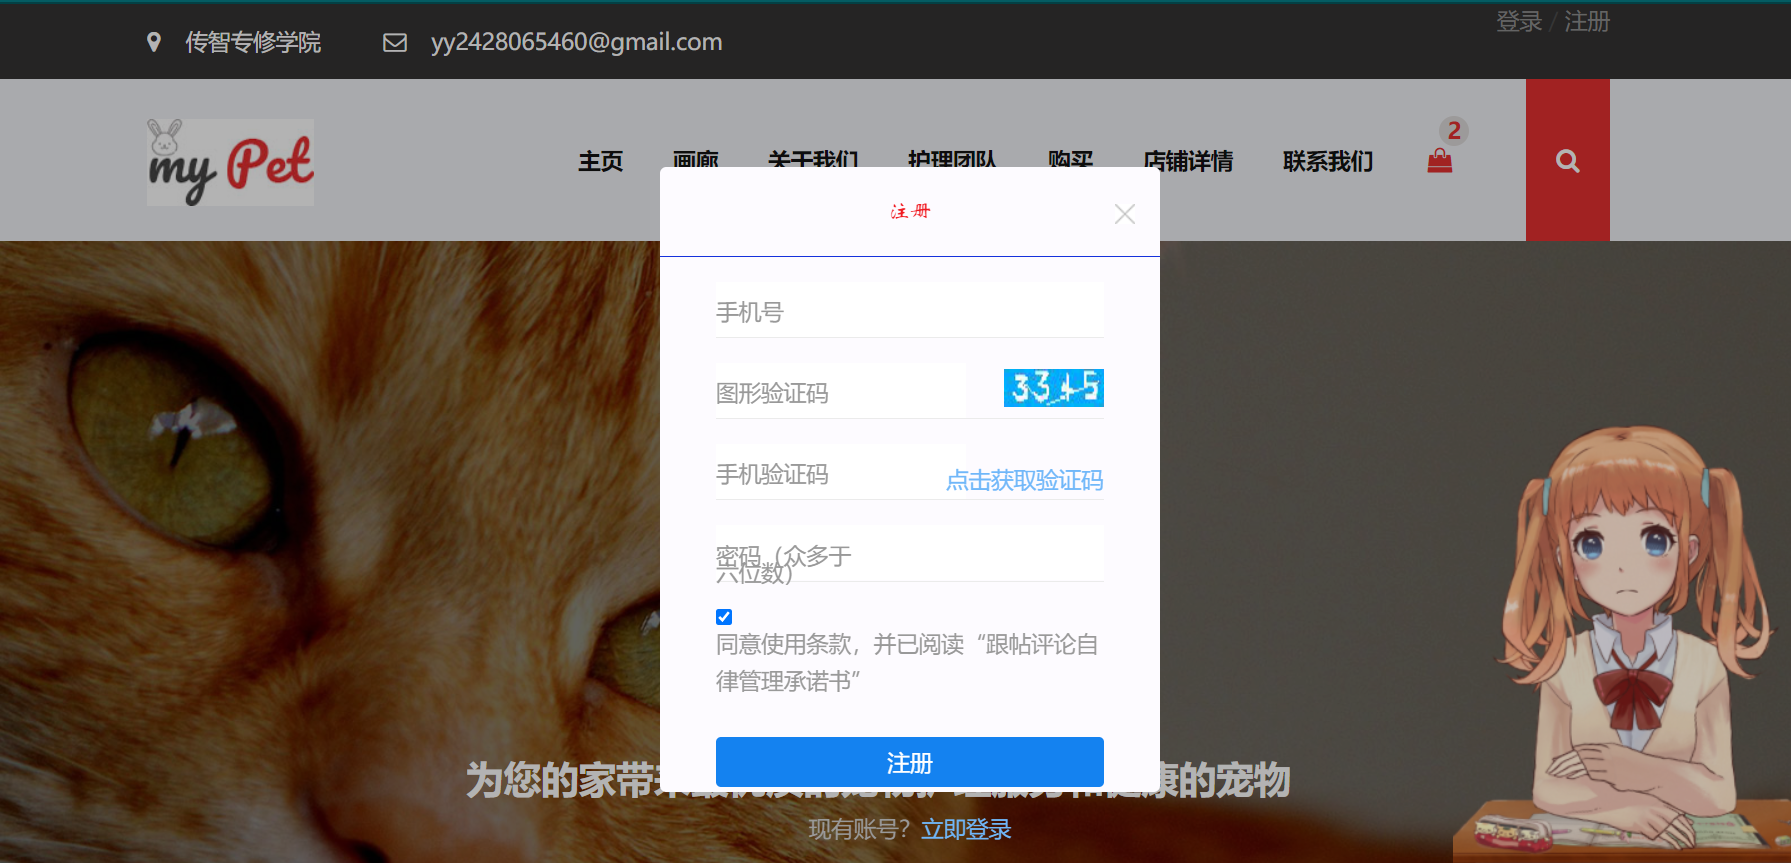 传智专修学院 yy2428065460@gmail.com 登录 / 注册
my Pet
主页 画廊 关于我们 护理团队 购买 店铺详情 联系我们 2
注册
手机号
图形验证码
手机验证码 点击获取验证码
密码（众多于
六位数）
同意使用条款，并已阅读“跟帖评论自
律管理承诺书”
注册
为您的家带 的宠物
现有账号？立即登录